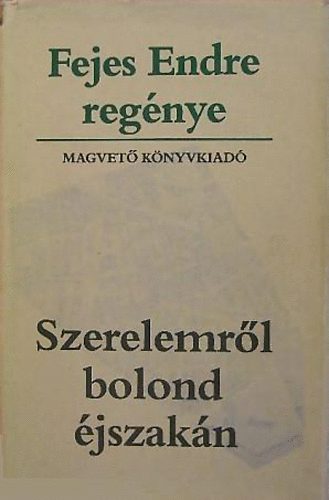 Fejes Endre
regénye
MAGVETŐ KÖNYVKIADÓ
Szerelemről
bolond
éjszakán